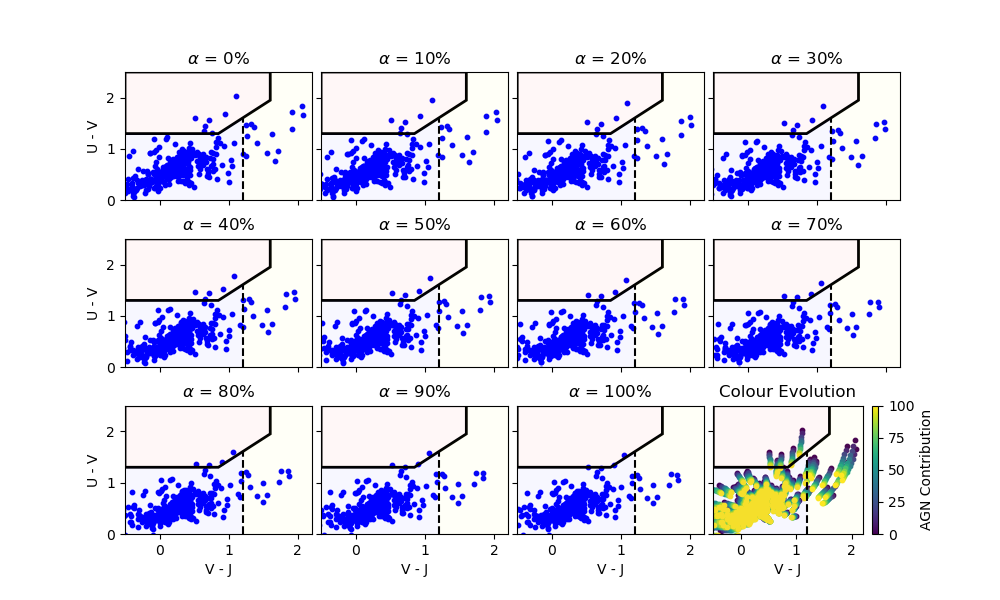 α = 0%
α = 10%
α = 20%
α = 30%
U - V
2
1
0
α = 40%
α = 50%
α = 60%
α = 70%
U - V
2
1
0
α = 80%
α = 90%
α = 100%
Colour Evolution
U - V
2
1
0
0 1 2
0 1 2
0 1 2
0 1 2
V - J
V - J
V - J
V - J
100
75
50
25
0
AGN Contribution